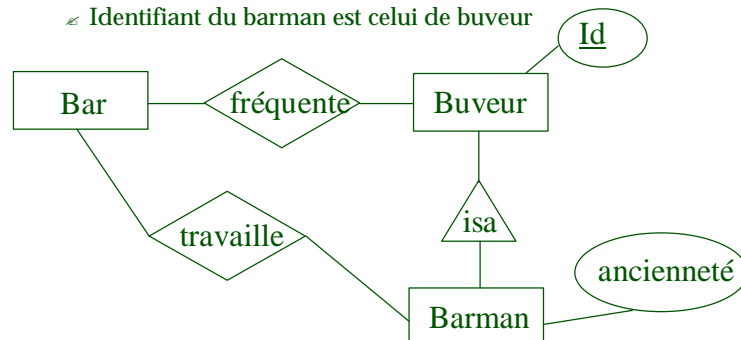 Identifiant du barman est celui de buveur
Id
Bar
fréquente
Buveur
isa
travaille
ancienneté
Barman